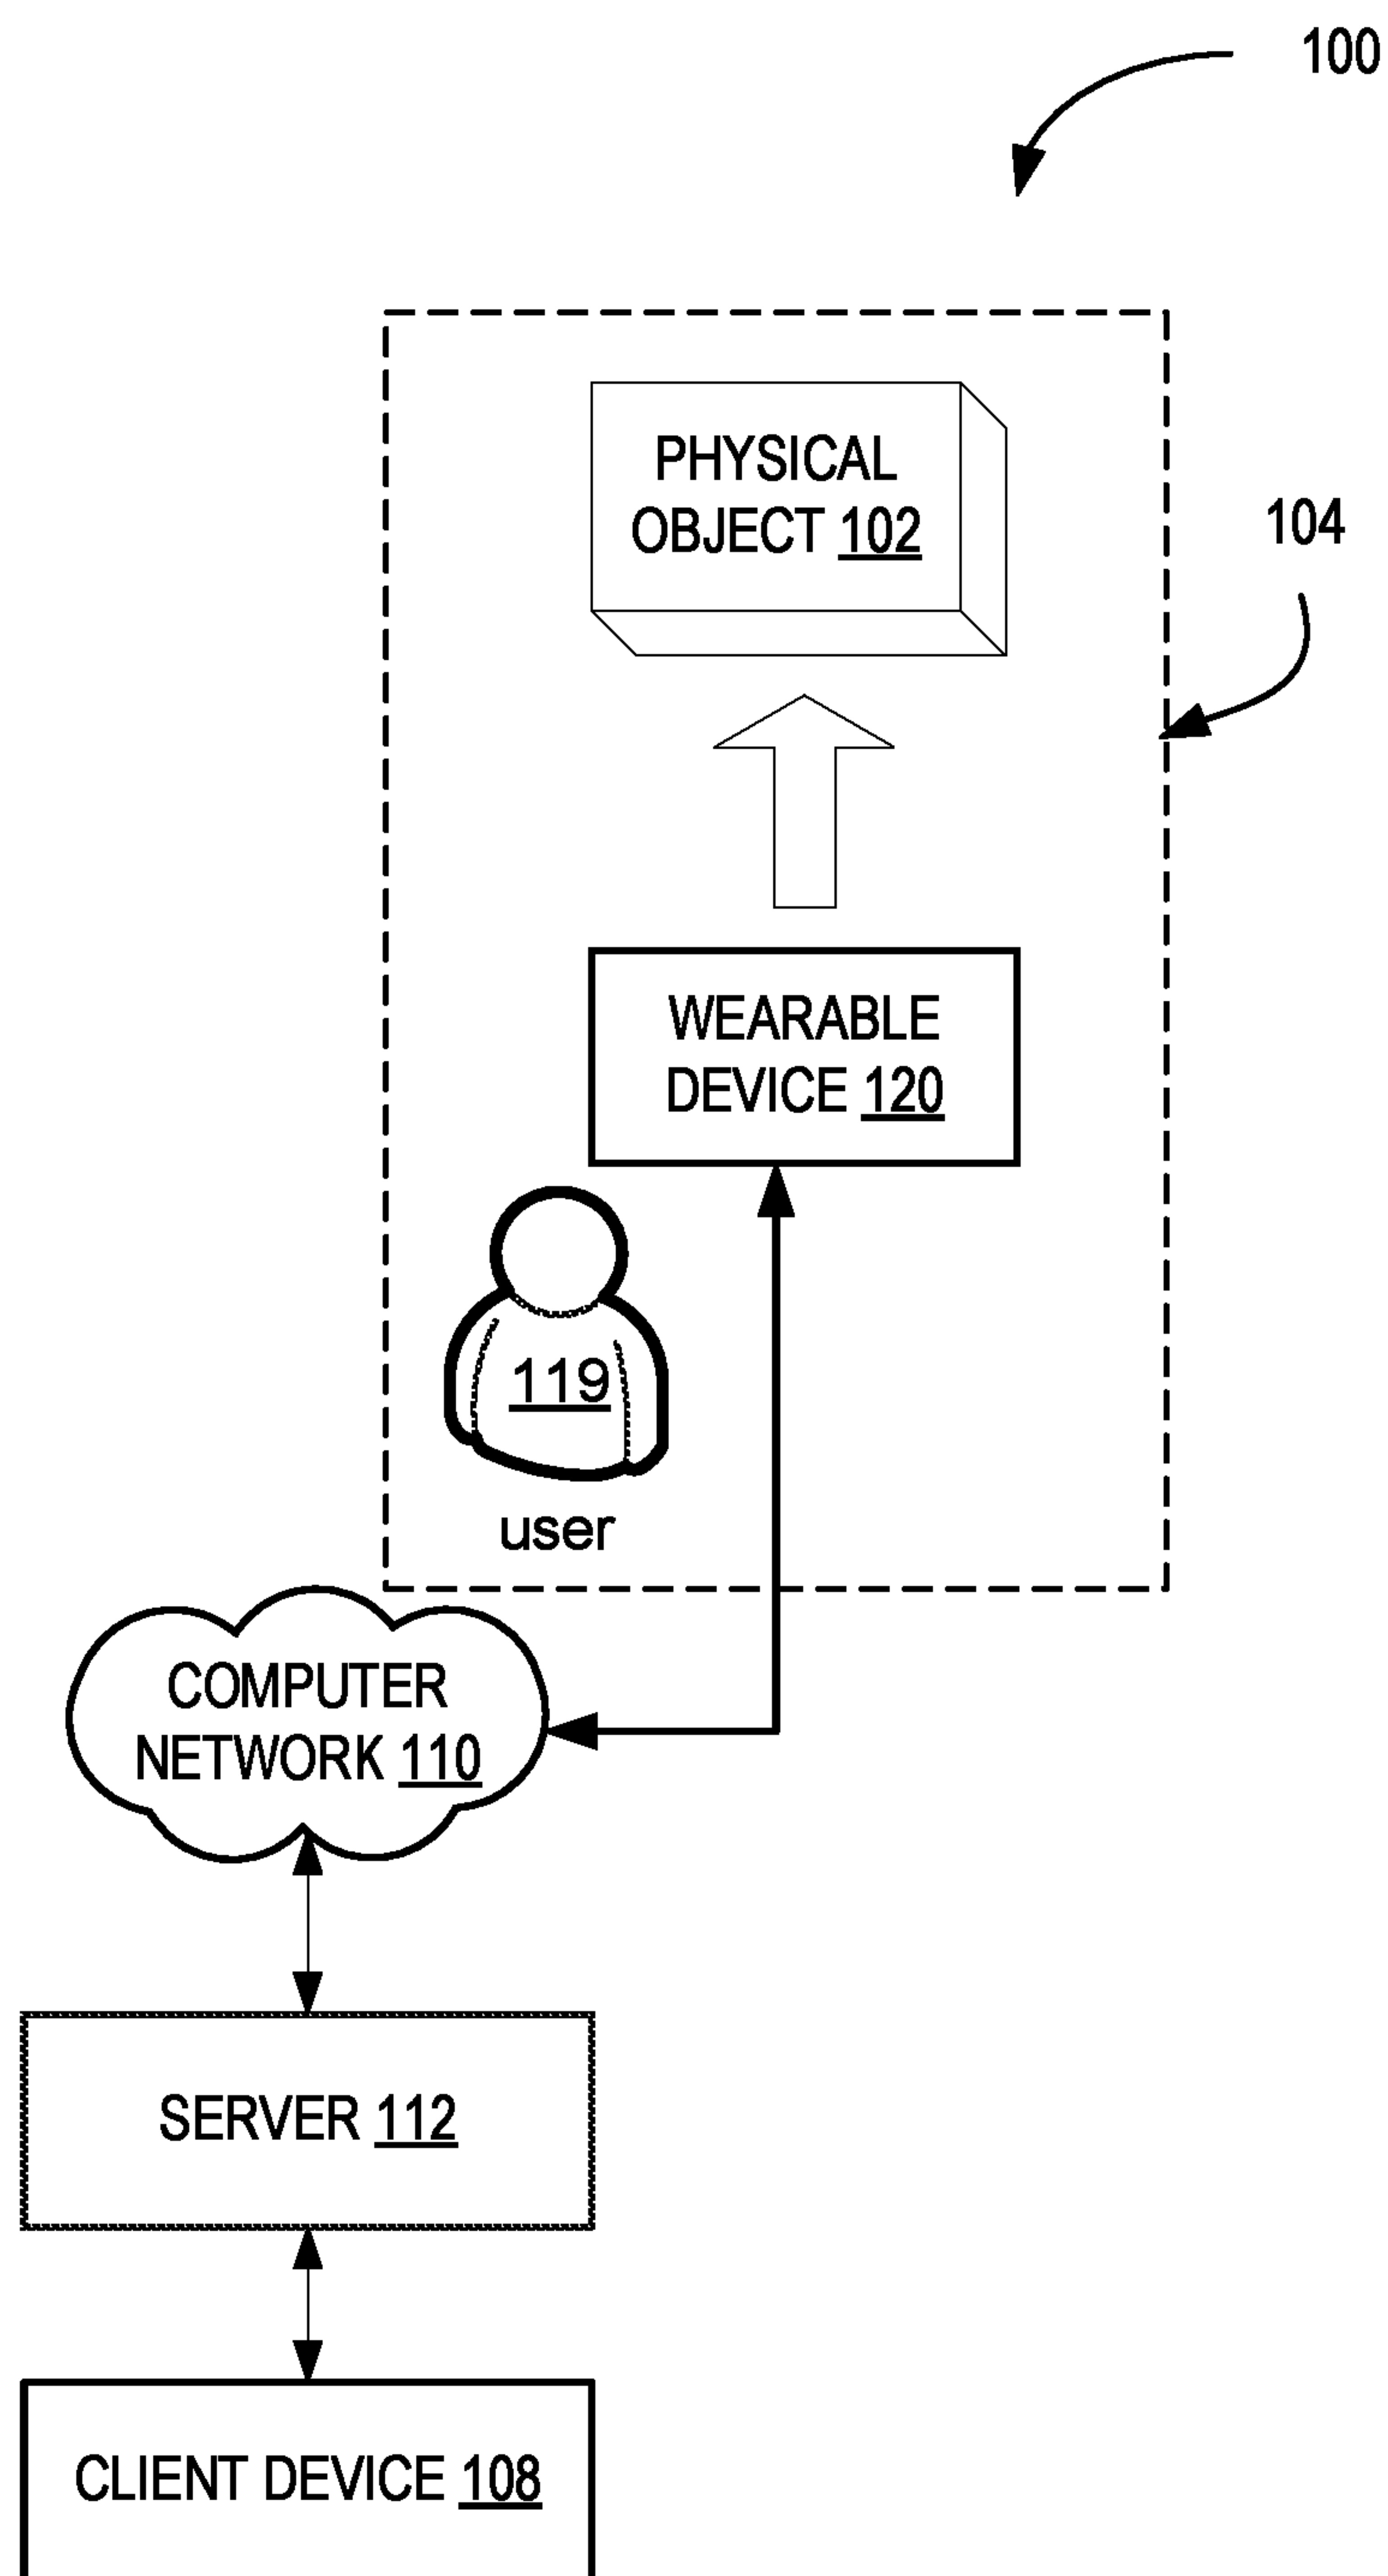 100
PHYSICAL
OBJECT 102
104
WEARABLE
DEVICE 120
119
user
COMPUTER
NETWORK 110
SERVER 112
CLIENT DEVICE 108